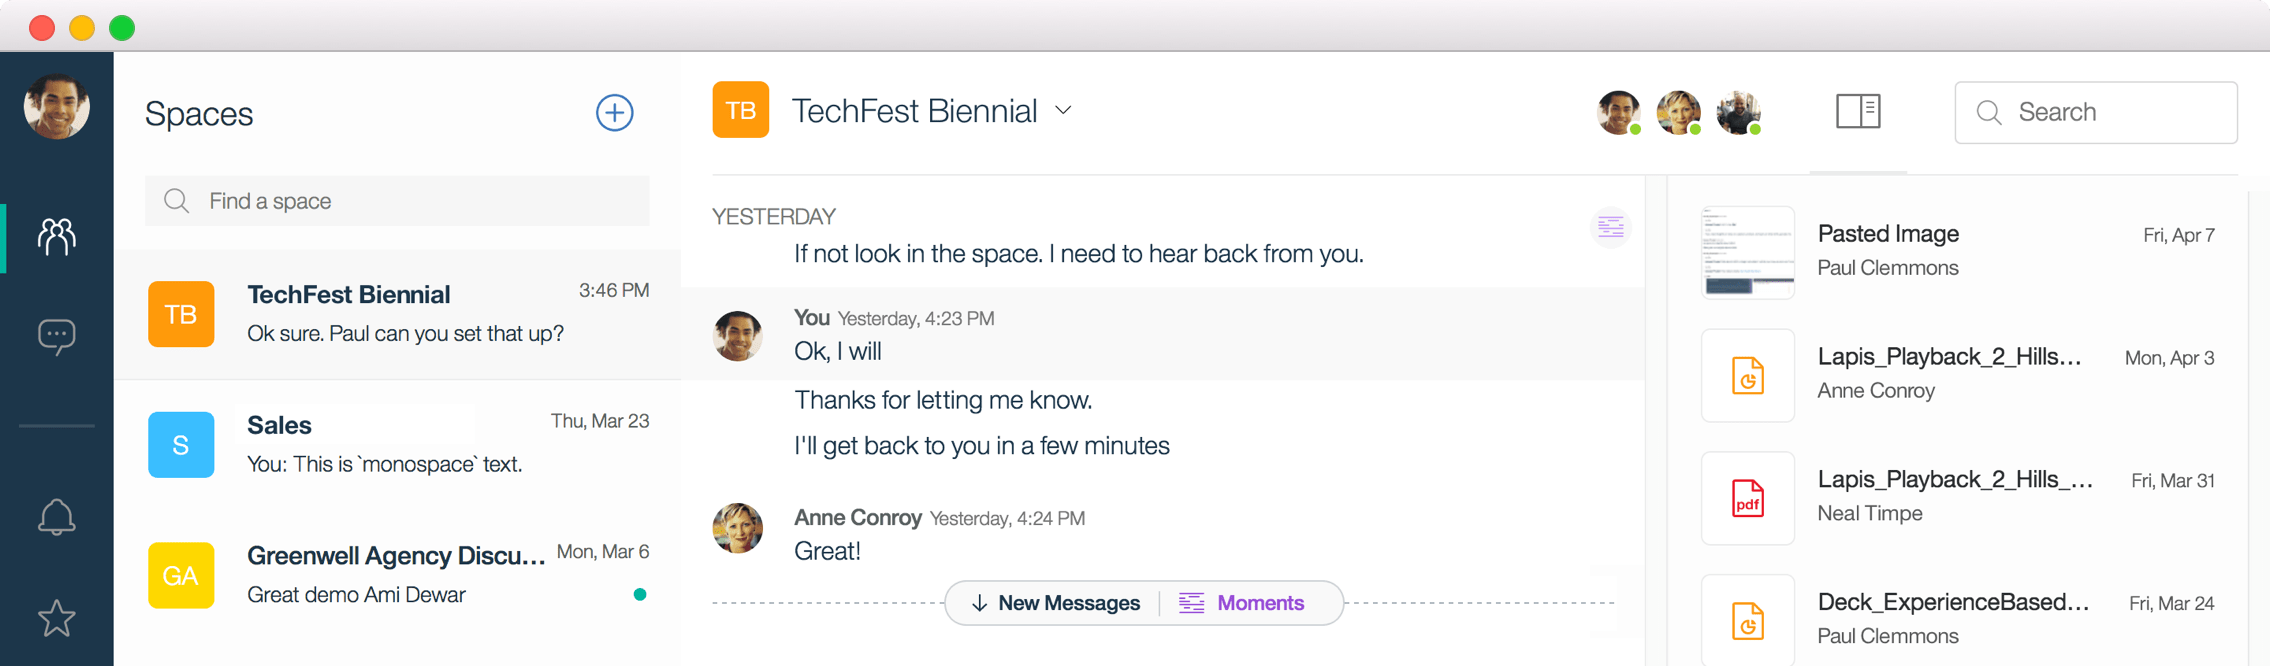 Spaces
Find a space
TB
TechFest Biennial
3:46 PM
Ok sure. Paul can you set that up?
S
Sales
Thu, Mar 23
You: This is `monospace` text.
GA
Greenwell Agency Discu...
Mon, Mar 6
Great demo Ami Dewar
TB
TechFest Biennial
Search
YESTERDAY
If not look in the space. I need to hear back from you.
You Yesterday, 4:23 PM
Ok, I will
Thanks for letting me know.
I'll get back to you in a few minutes
Anne Conroy Yesterday, 4:24 PM
Great!
New Messages
Moments
Pasted Image
Fri, Apr 7
Paul Clemmons
Lapis_Playback_2_Hills...
Mon, Apr 3
Anne Conroy
pdf
Lapis_Playback_2_Hills_...
Fri, Mar 31
Neal Timpe
Deck_ExperienceBased...
Fri, Mar 24
Paul Clemmons